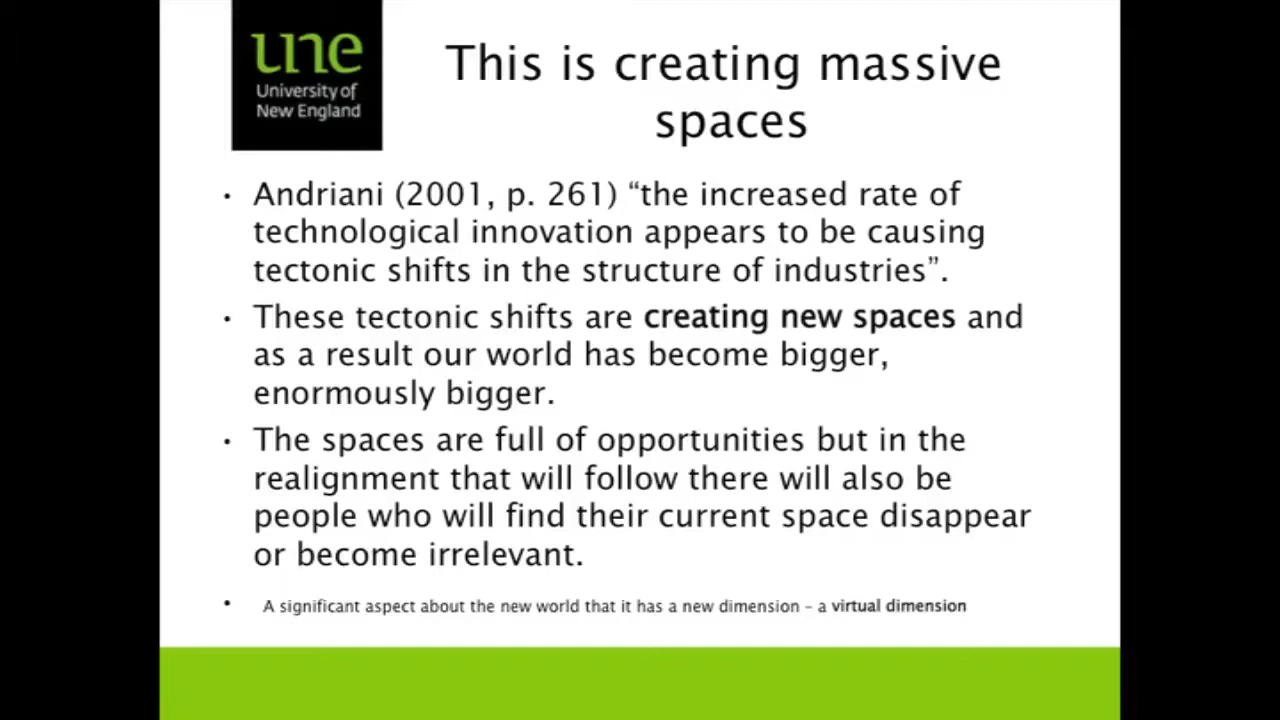 une
University of
New England
This is creating massive
spaces
• Andriani (2001, p. 261) “the increased rate of
technological innovation appears to be causing
tectonic shifts in the structure of industries”.
• These tectonic shifts are creating new spaces and
as a result our world has become bigger,
enormously bigger.
• The spaces are full of opportunities but in the
realignment that will follow there will also be
people who will find their current space disappear
or become irrelevant.
• A significant aspect about the new world that it has a new dimension – a virtual dimension